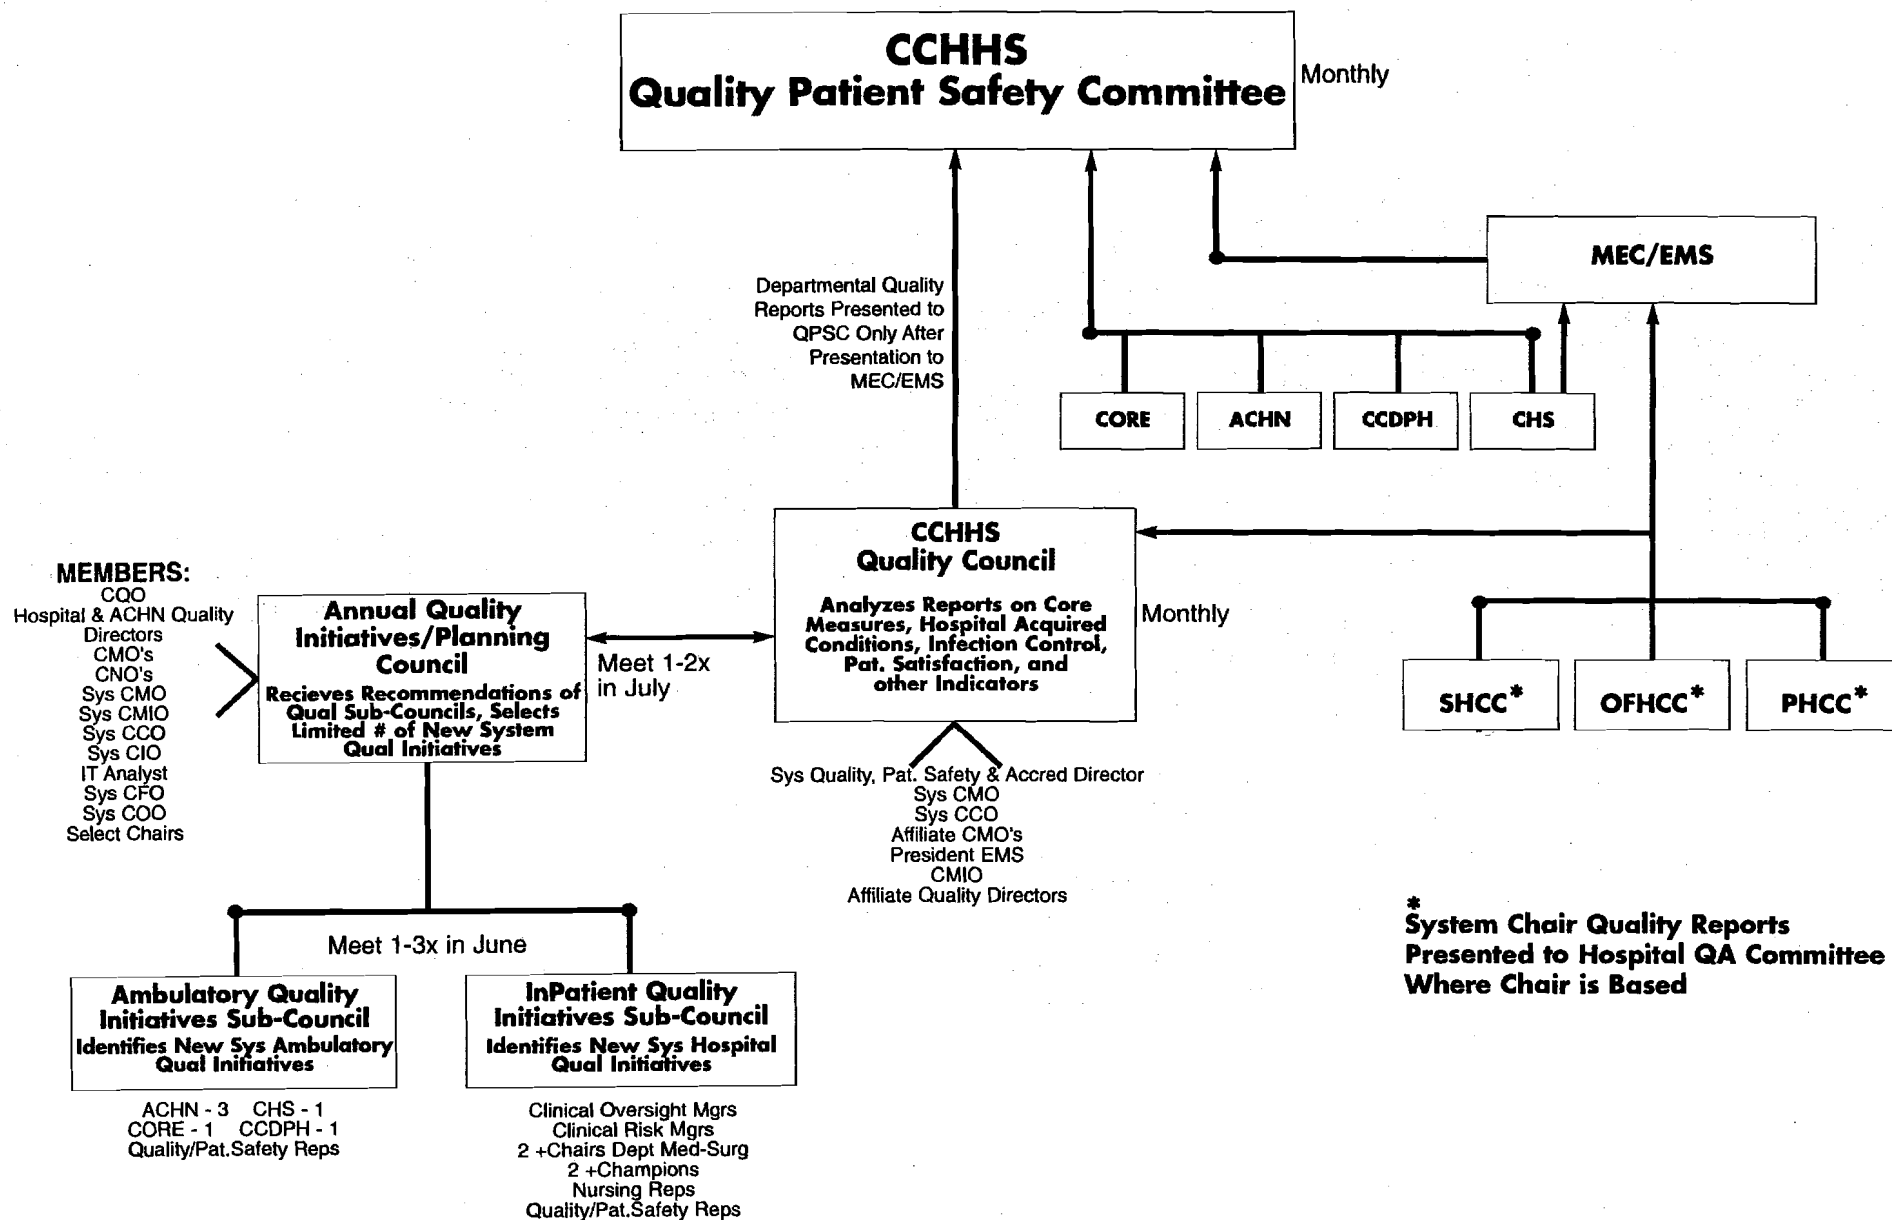 CCHHS
Quality Patient Safety Committee
Monthly
MEC/EMS
Departmental Quality
Reports Presented to
QPSC Only After
Presentation to
MEC/EMS
CORE
ACHN
CCDPH
CHS
CCHHS
Quality Council
Analyzes Reports on Core
Measures, Hospital Acquired
Conditions, Infection Control,
Pat. Satisfaction, and
other Indicators
Monthly
MEMBERS:
CQO
Hospital & ACHN Quality
Directors
CMO's
CNO's
Sys CMO
Sys CMIO
Sys CCO
Sys CIO
IT Analyst
Sys CFO
Sys COO
Select Chairs
Annual Quality
Initiatives/Planning
Council
Recieves Recommendations of
Qual Sub-Councils, Selects
Limited # of New System
Qual Initiatives
Meet 1-2x
in July
SHCC*
OFHCC*
PHCC*
Sys Quality, Pat. Safety & Accred Director
Sys CMO
Sys CCO
Affiliate CMO's
President EMS
CMIO
Affiliate Quality Directors
*
System Chair Quality Reports
Presented to Hospital QA Committee
Where Chair is Based
Meet 1-3x in June
Ambulatory Quality
Initiatives Sub-Council
Identifies New Sys Ambulatory
Qual Initiatives
ACHN - 3 CHS - 1
CORE - 1 CCDPH - 1
Quality/Pat.Safety Reps
InPatient Quality
Initiatives Sub-Council
Identifies New Sys Hospital
Qual Initiatives
Clinical Oversight Mgrs
Clinical Risk Mgrs
2 +Chairs Dept Med-Surg
2 +Champions
Nursing Reps
Quality/Pat.Safety Reps